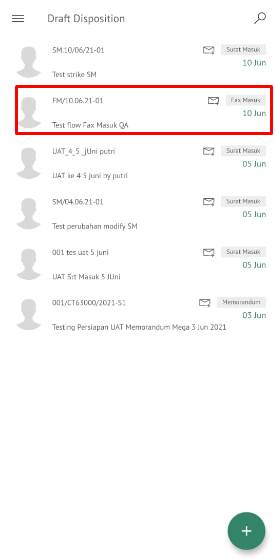 Draft Disposition
SM.10/06/21-01 Surat Masuk
10 Jun
Test strike SM
FM/10.06.21-01 Fax Masuk
10 Jun
Test flow Fax Masuk QA
UAT_4_5 _jUni putri Surat Masuk
05 Jun
UAT ke 4 5 juni by putri
SM/04.06.21-01 Surat Masuk
05 Jun
Test perubahan modify SM
001 tes uat 5 juni Surat Masuk
05 Jun
UAT Srt Masuk 5 JUni
001/CT63000/2021-S1 Memorandum
03 Jun
Testing Persiapan UAT Memorandum Mega 3 Jun 2021